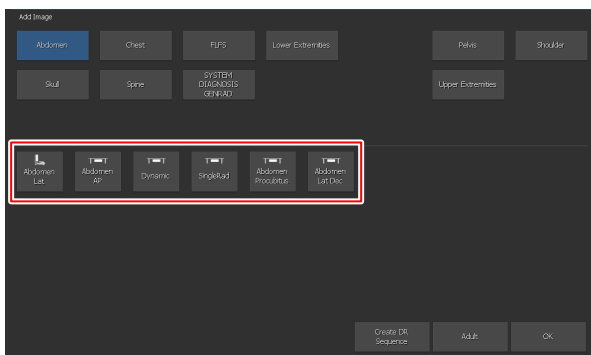 Add Image
Abdomen
Chest
FLFS
Lower Extremities
Pelvis
Shoulder
Skull
Spine
SYSTEM
DIAGNOSIS
GENRAD
Upper Extremities
Abdomen
Lat.
Abdomen
AP
Dynamic
SingleRad
Abdomen
Procubitus
Abdomen
Lat Dec
Create DR
Sequence
Adult
OK